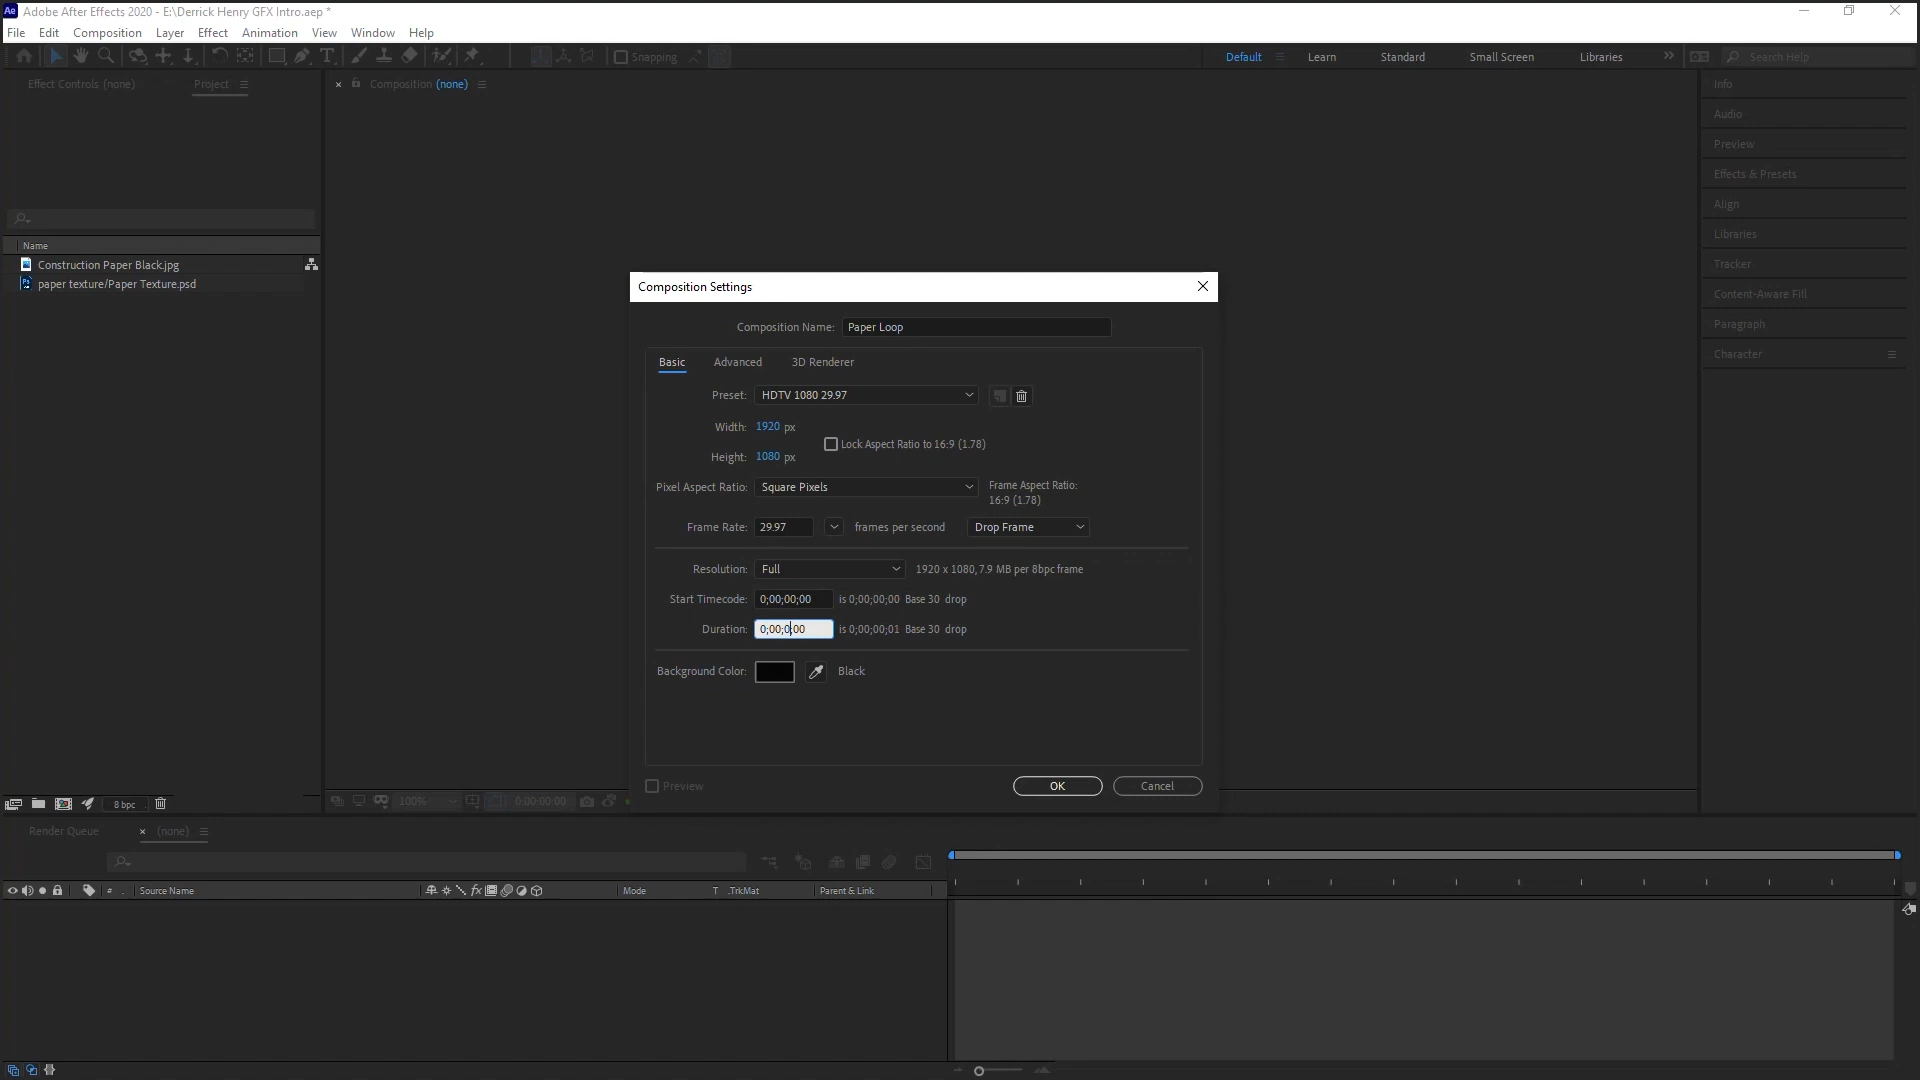 Ae Adobe After Effects 2020 - E:\Derrick Henry GFX Intro.aep *
File Edit Composition Layer Effect Animation View Window Help
Snapping
Default Learn Standard Small Screen Libraries Search Help
Effect Controls (none) Project
Composition (none)
Info
Audio
Preview
Effects & Presets
Align
Libraries
Tracker
Content-Aware Fill
Paragraph
Character
Name
Construction Paper Black.jpg
paper texture/Paper Texture.psd
Composition Settings
Composition Name: Paper Loop
Basic Advanced 3D Renderer
Preset: HDTV 1080 29.97
Width: 1920 px
Lock Aspect Ratio to 16:9 (1.78)
Height: 1080 px
Pixel Aspect Ratio: Square Pixels
Frame Aspect Ratio:
16:9 (1.78)
Frame Rate: 29.97 frames per second Drop Frame
Resolution: Full 1920 x 1080, 7.9 MB per 8bpc frame
Start Timecode: 0;00;00;00 is 0;00;00;00 Base 30 drop
Duration: 0;00;0;00 is 0;00;00;01 Base 30 drop
Background Color: Black
Preview OK Cancel
8 bpc
100% 0:00:00:00
Render Queue (none)
# Source Name fx Mode T .TrkMat Parent & Link